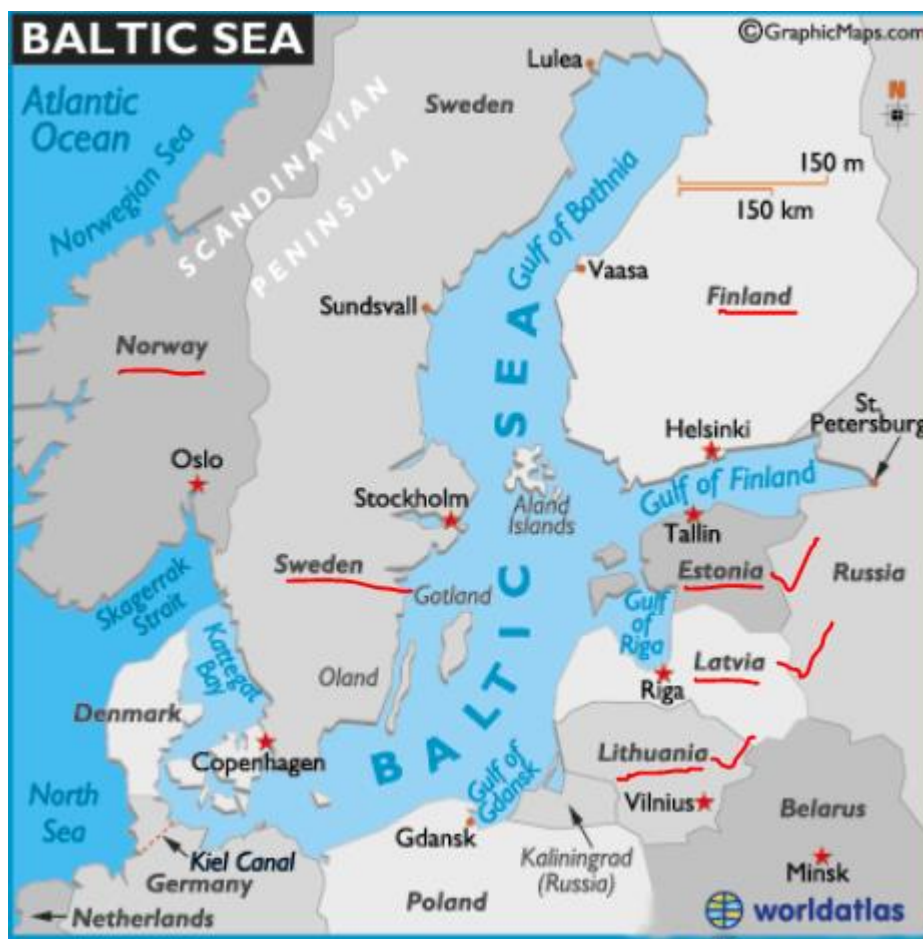 BALTIC SEA
©GraphicMaps.com
Atlantic
Ocean
Norwegian Sea
SCANDINAVIAN
PENINSULA
Lulea
Sweden
N
150 m
150 km
Gulf of Bothnia
Vaasa
Finland
Sundsvall
Norway
Oslo
Stockholm
Helsinki
St.
Petersburg
Gulf of Finland
Aland
Islands
Tallin
Sweden
Estonia
Russia
Gotland
Skagerrak
Strait
Kattegat
Bay
Gulf
of
Riga
Latvia
Riga
Oland
Denmark
BALTIC SEA
Copenhagen
Lithuania
Vilnius
North
Sea
Gulf of
Gdansk
Gdansk
Belarus
Minsk
Kiel Canal
Kaliningrad
(Russia)
Germany
Poland
Netherlands
worldatlas